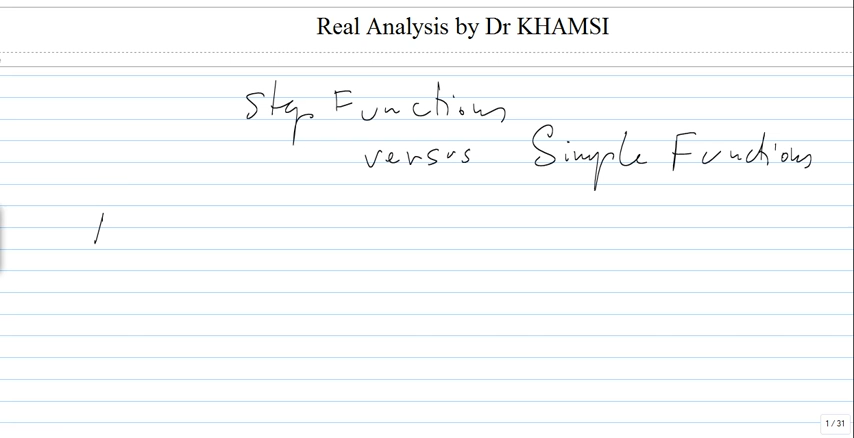 Real Analysis by Dr KHAMSI
Step Functions
versus Simple Functions
1 / 31